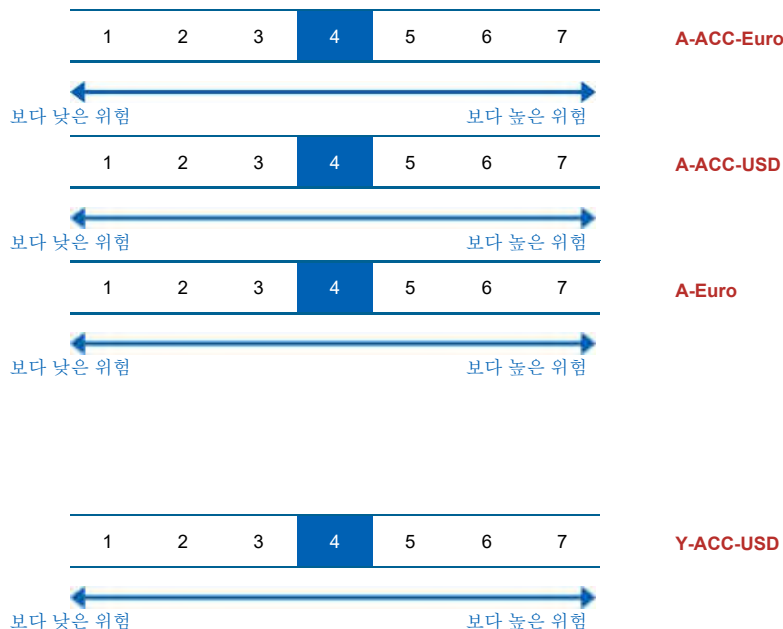 1 2 3 4 5 6 7 A-ACC-Euro
보다 낮은 위험 보다 높은 위험
1 2 3 4 5 6 7 A-ACC-USD
보다 낮은 위험 보다 높은 위험
1 2 3 4 5 6 7 A-Euro
보다 낮은 위험 보다 높은 위험
1 2 3 4 5 6 7 Y-ACC-USD
보다 낮은 위험 보다 높은 위험